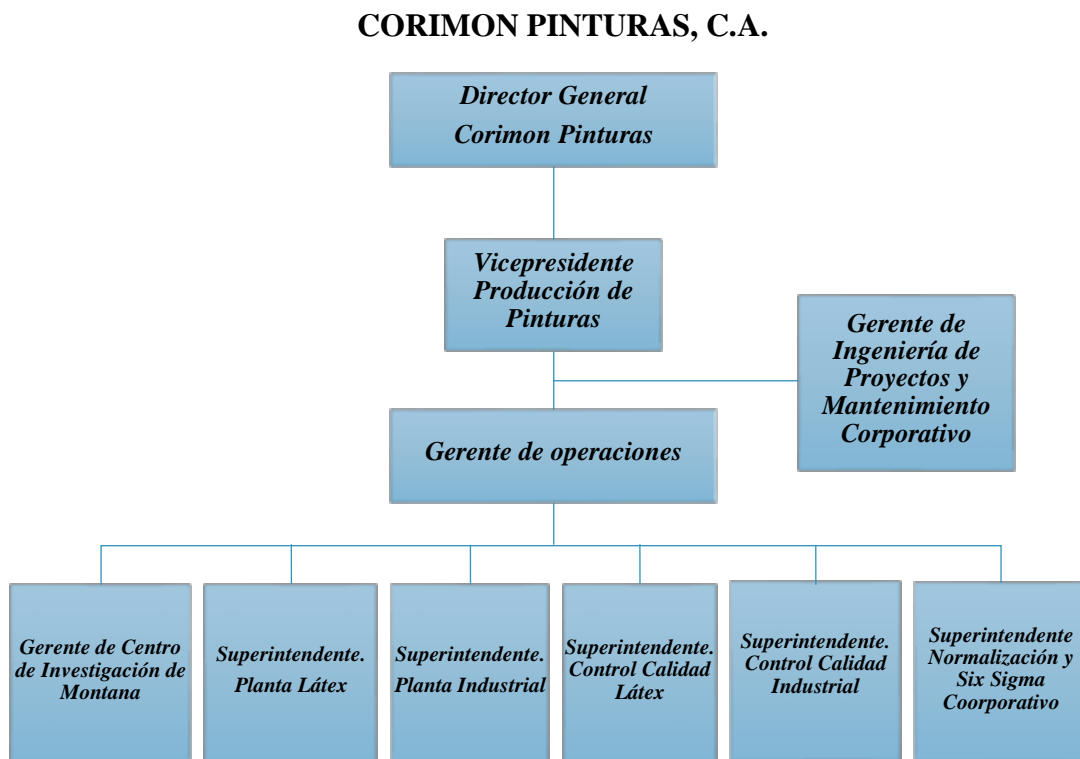 CORIMON PINTURAS, C.A.
Director General
Corimon Pinturas
Vicepresidente
Producción de
Pinturas
Gerente de
Ingeniería de
Proyectos y
Mantenimiento
Corporativo
Gerente de operaciones
Gerente de Centro
de Investigación de
Montana
Superintendente.
Planta Látex
Superintendente.
Planta Industrial
Superintendente.
Control Calidad
Látex
Superintendente.
Control Calidad
Industrial
Superintendente
Normalización y
Six Sigma
Coorporativo